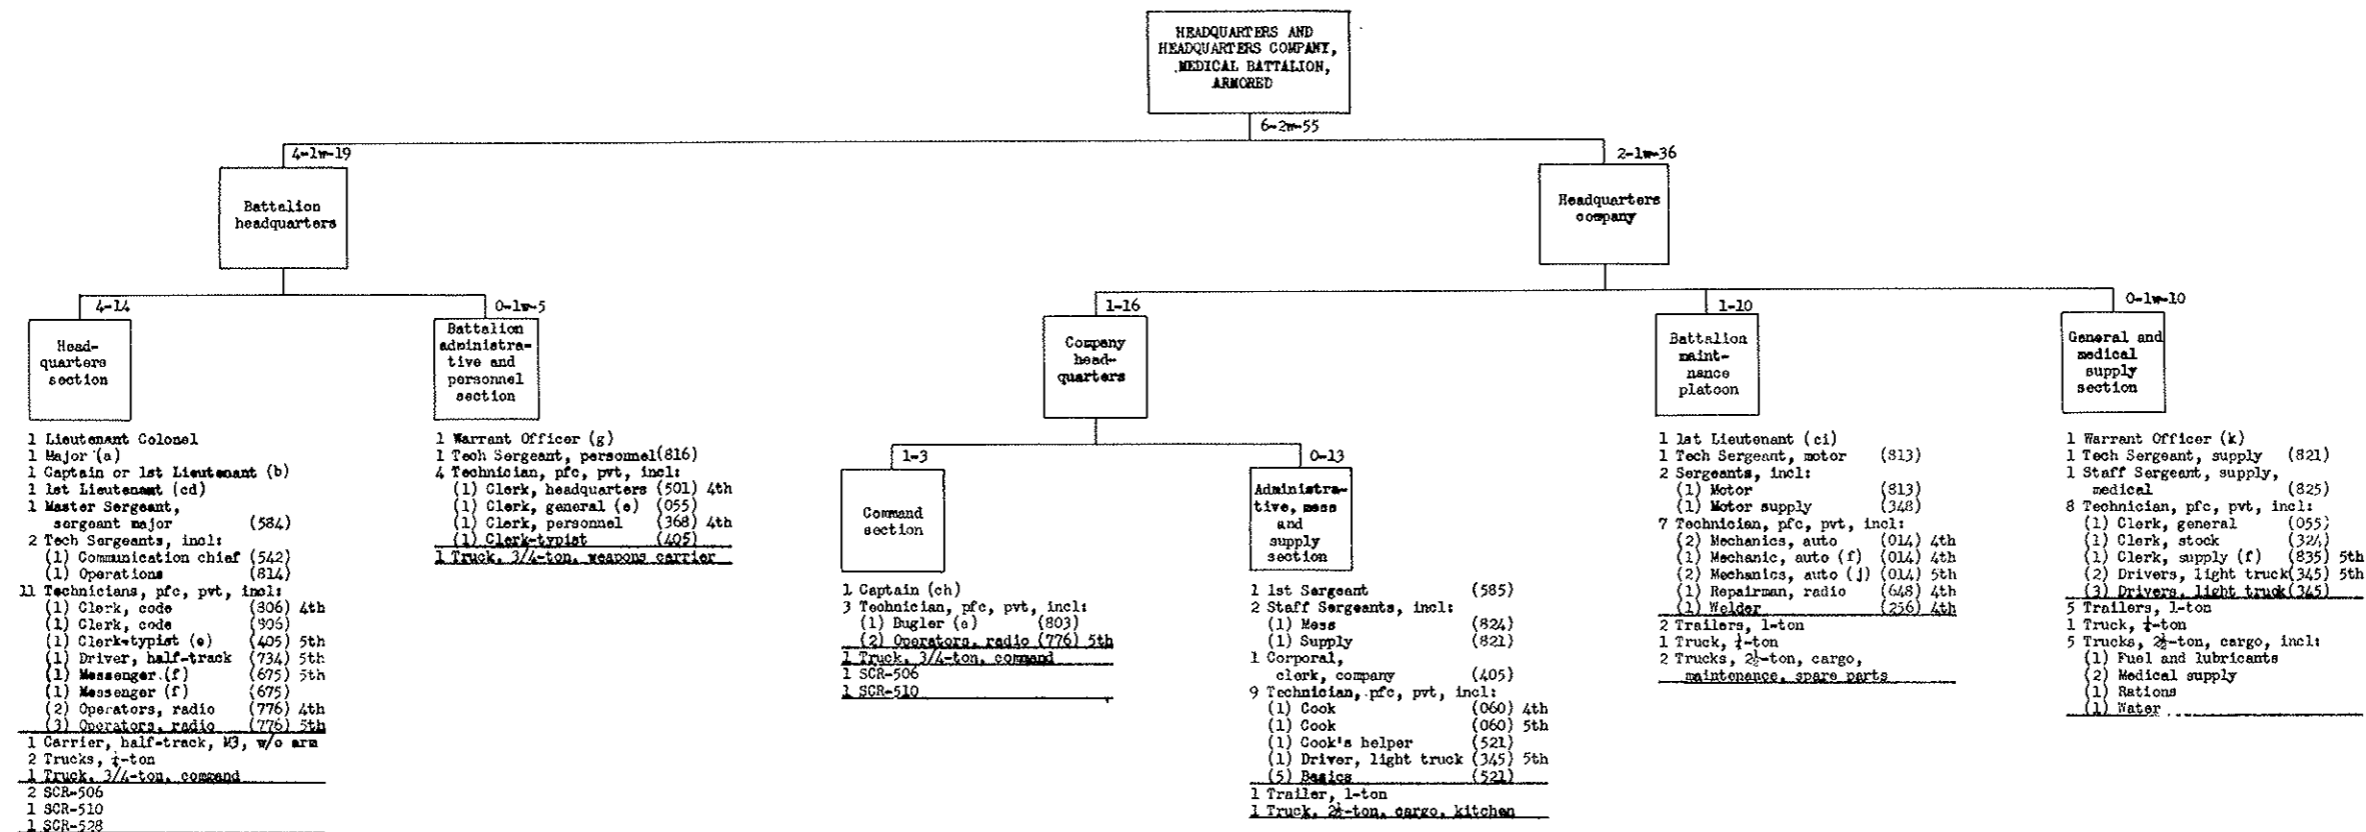 HEADQUARTERS AND
HEADQUARTERS COMPANY,
MEDICAL BATTALION,
ARMORED
6-2w-55
4-1w-19
Battalion
headquarters
2-1w-36
Headquarters
company
4-14
Head-
quarters
section
1 Lieutenant Colonel
1 Major (a)
1 Captain or 1st Lieutenant (b)
1 1st Lieutenant (cd)
1 Master Sergeant,
sergeant major (584)
2 Tech Sergeants, incl:
(1) Communication chief (542)
(1) Operations (814)
11 Technicians, pfc, pvt, incl:
(1) Clerk, code (806) 4th
(1) Clerk, code (806)
(1) Clerk-typist (e) (405) 5th
(1) Driver, half-track (734) 5th
(1) Messenger (f) (675) 5th
(1) Messenger (f) (675)
(2) Operators, radio (776) 4th
(3) Operators, radio (776) 5th
1 Carrier, half-track, M3, w/o arm
2 Trucks, ¼-ton
1 Truck, 3/4-ton, command
2 SCR-506
1 SCR-510
1 SCR-528
0-1w-5
Battalion
administra-
tive and
personnel
section
1 Warrant Officer (g)
1 Tech Sergeant, personnel(816)
4 Technician, pfc, pvt, incl:
(1) Clerk, headquarters (501) 4th
(1) Clerk, general (e) (055)
(1) Clerk, personnel (368) 4th
(1) Clerk-typist (405)
1 Truck, 3/4-ton, weapons carrier
1-16
Company
head-
quarters
1-3
Command
section
1 Captain (ch)
3 Technician, pfc, pvt, incl:
(1) Bugler (e) (803)
(2) Operators, radio (776) 5th
1 Truck, 3/4-ton, command
1 SCR-506
1 SCR-510
0-13
Administra-
tive, mess
and
supply
section
1 1st Sergeant (585)
2 Staff Sergeants, incl:
(1) Mess (824)
(1) Supply (821)
1 Corporal,
clerk, company (405)
9 Technician, pfc, pvt, incl:
(1) Cook (060) 4th
(1) Cook (060) 5th
(1) Cook's helper (521)
(1) Driver, light truck (345) 5th
(5) Basics (521)
1 Trailer, 1-ton
1 Truck, 2½-ton, cargo, kitchen
1-10
Battalion
maint-
nance
platoon
1 1st Lieutenant (ci)
1 Tech Sergeant, motor (813)
2 Sergeants, incl:
(1) Motor (813)
(1) Motor supply (348)
7 Technician, pfc, pvt, incl:
(2) Mechanics, auto (014) 4th
(1) Mechanic, auto (f) (014) 4th
(2) Mechanics, auto (j) (014) 5th
(1) Repairman, radio (648) 4th
(1) Welder (256) 4th
2 Trailers, 1-ton
1 Truck, ¼-ton
2 Trucks, 2½-ton, cargo,
maintenance, spare parts
0-1w-10
General and
medical
supply
section
1 Warrant Officer (k)
1 Tech Sergeant, supply (821)
1 Staff Sergeant, supply,
medical (825)
8 Technician, pfc, pvt, incl:
(1) Clerk, general (055)
(1) Clerk, stock (324)
(1) Clerk, supply (f) (835) 5th
(2) Drivers, light truck(345) 5th
(3) Drivers, light truck(345)
5 Trailers, 1-ton
1 Truck, ¼-ton
5 Trucks, 2½-ton, cargo, incl:
(1) Fuel and lubricants
(2) Medical supply
(1) Rations
(1) Water